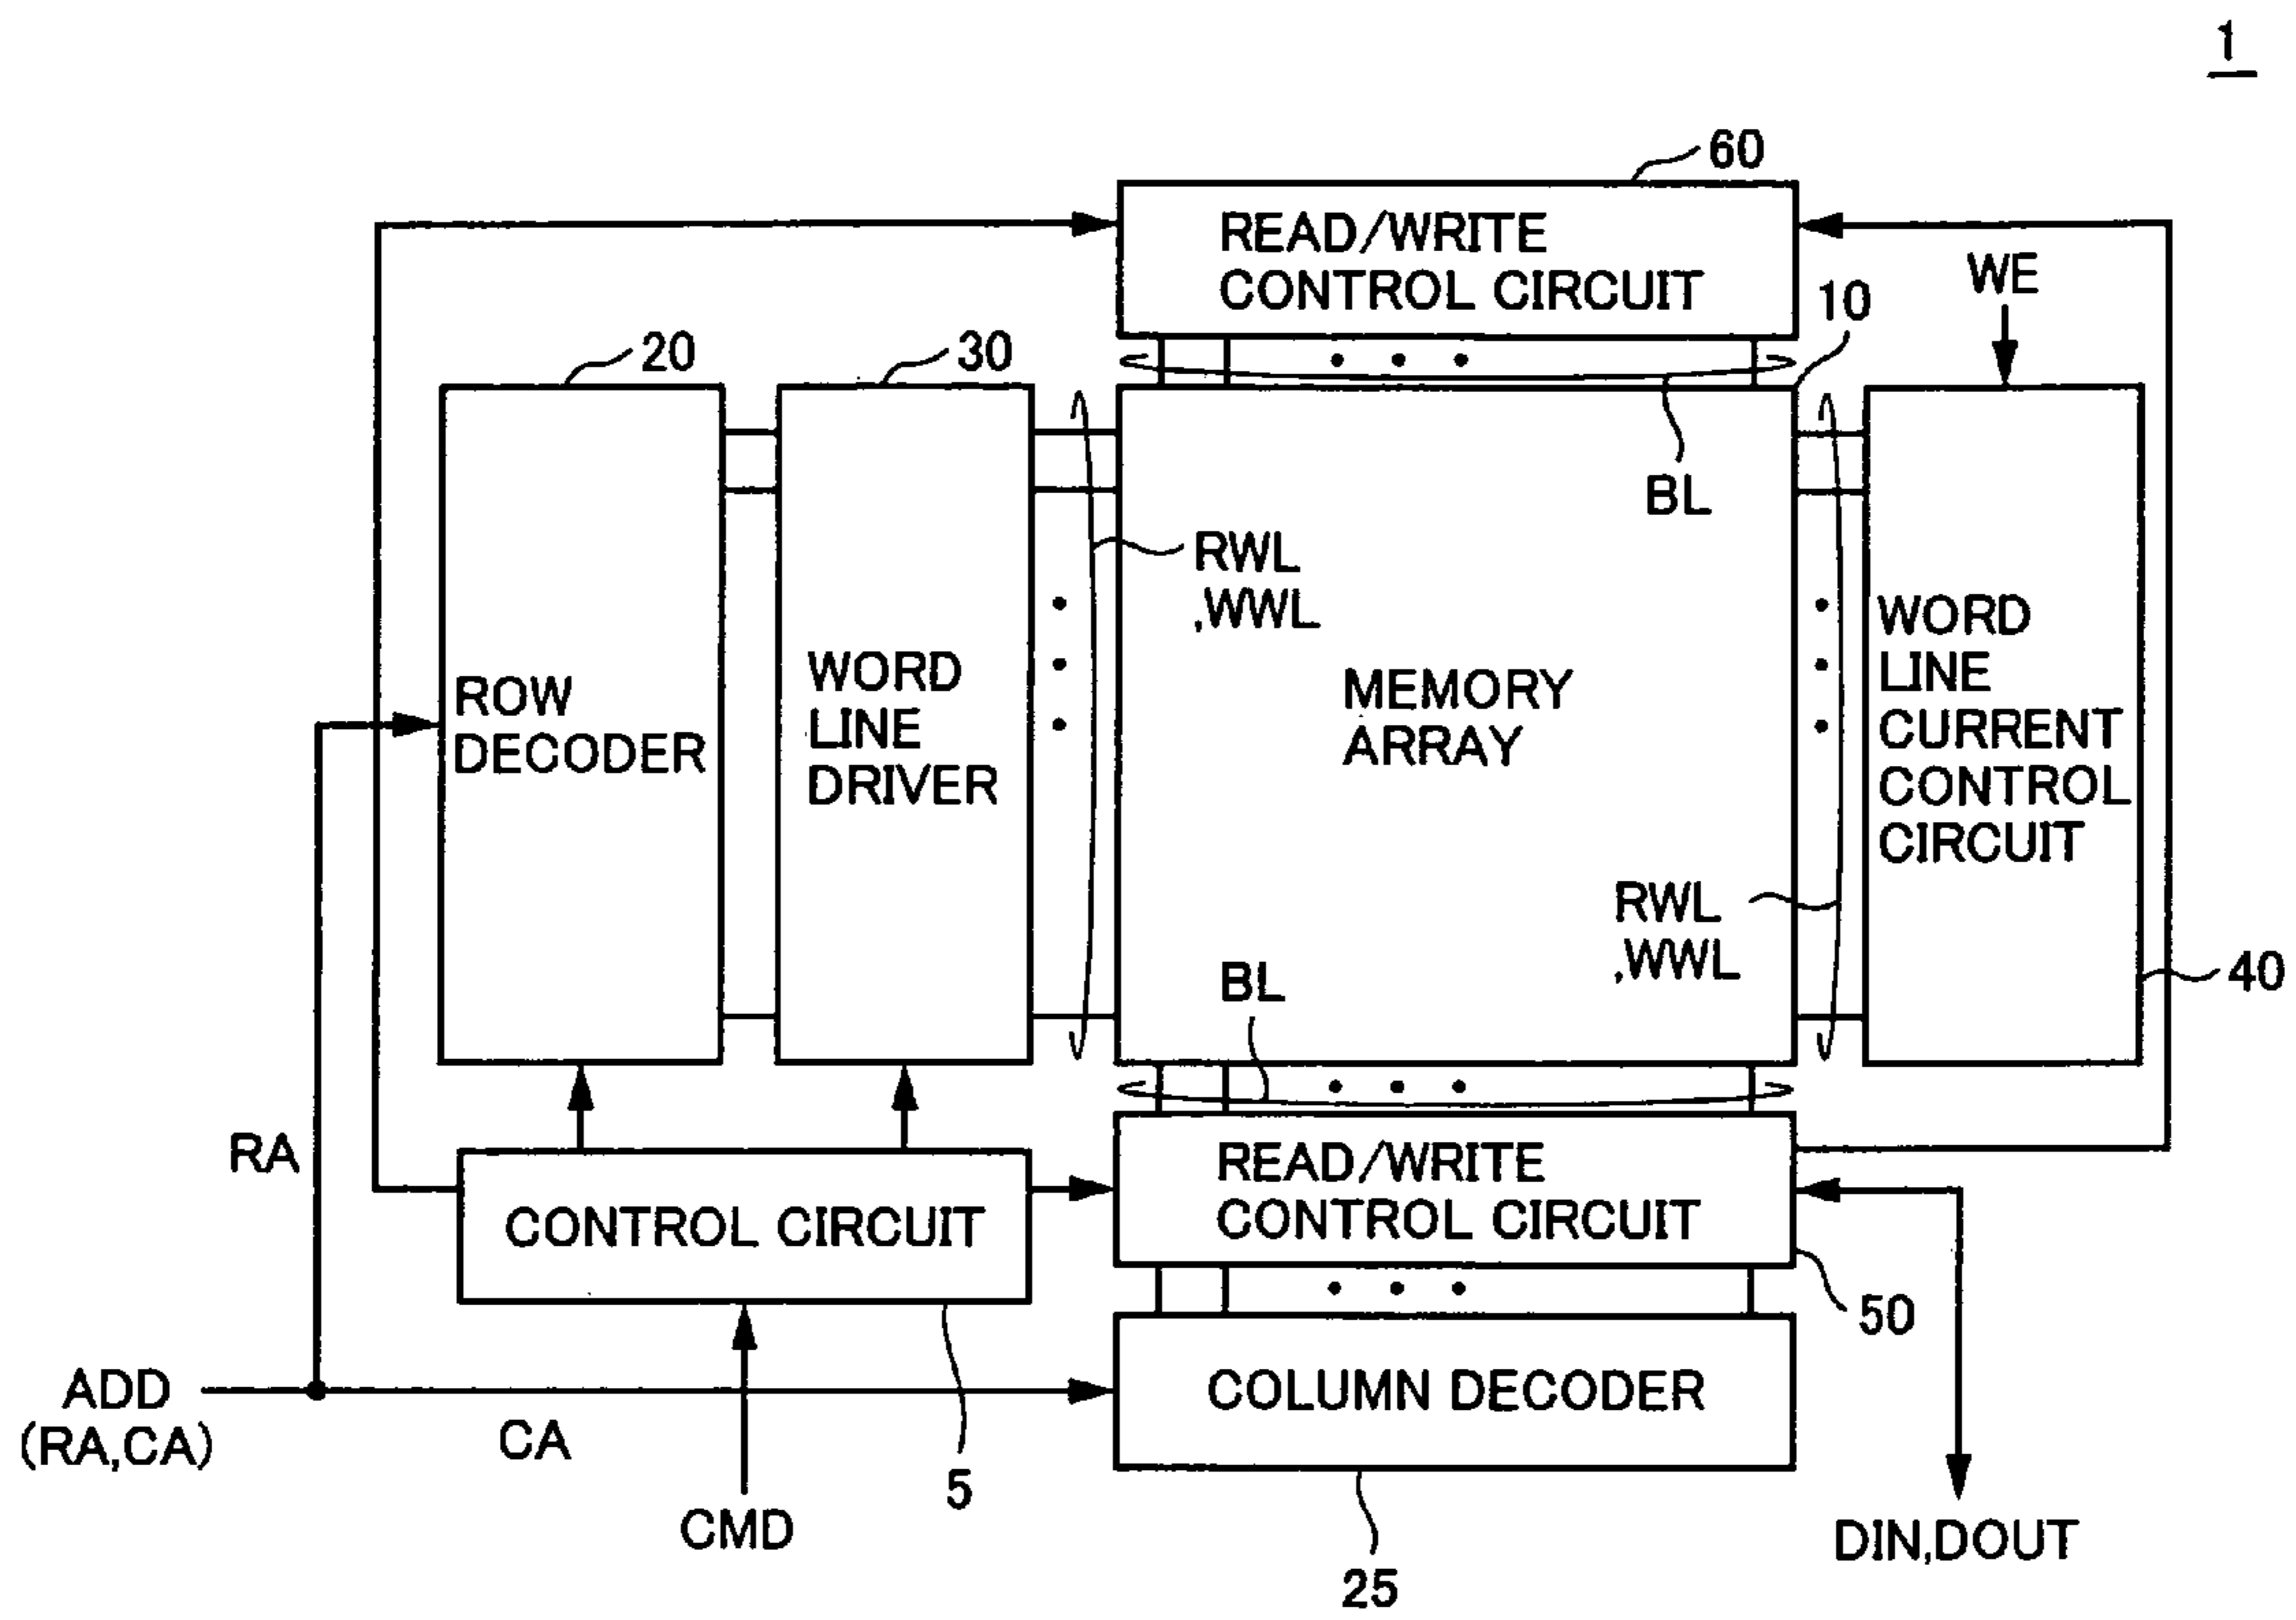 1
60
READ/WRITE
CONTROL CIRCUIT
WE
10
20
30
BL
RWL
,WWL
ROW
DECODER
WORD
LINE
DRIVER
MEMORY
ARRAY
WORD
LINE
CURRENT
CONTROL
CIRCUIT
RWL
,WWL
40
BL
RA
READ/WRITE
CONTROL CIRCUIT
CONTROL CIRCUIT
50
ADD
(RA,CA)
CA
COLUMN DECODER
5
CMD
25
DIN,DOUT